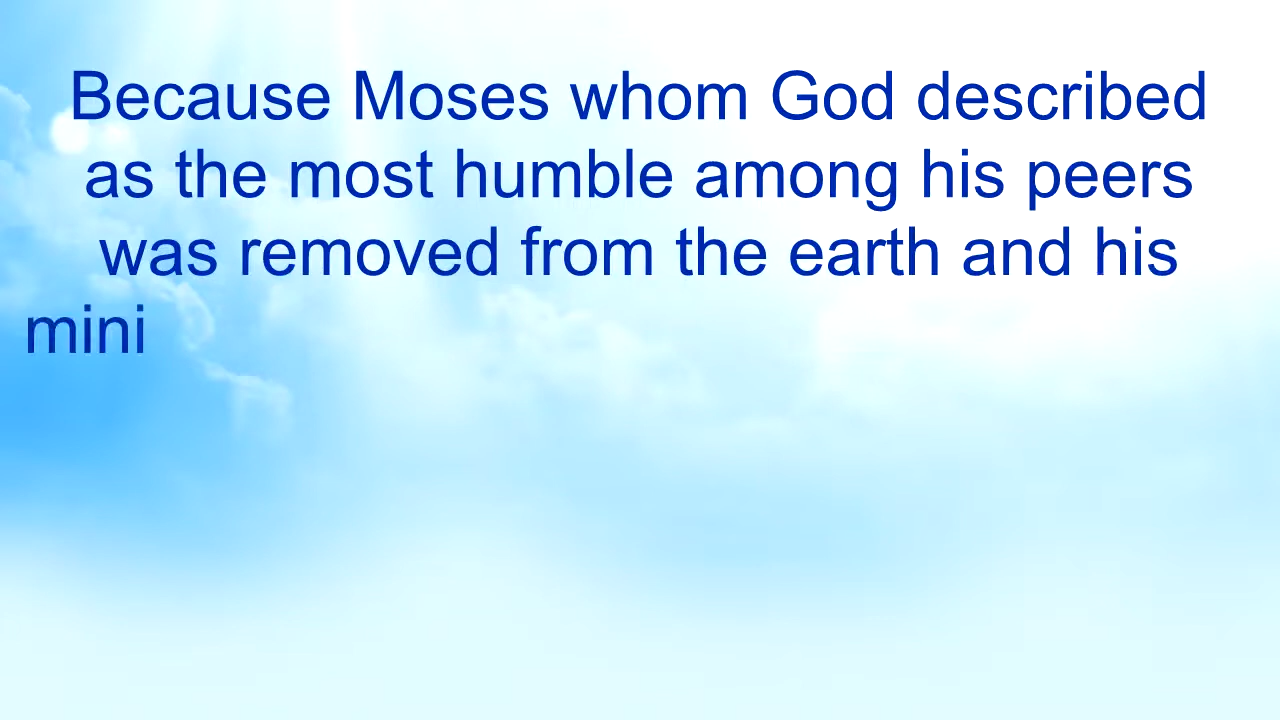 Because Moses whom God described
as the most humble among his peers
was removed from the earth and his
mini